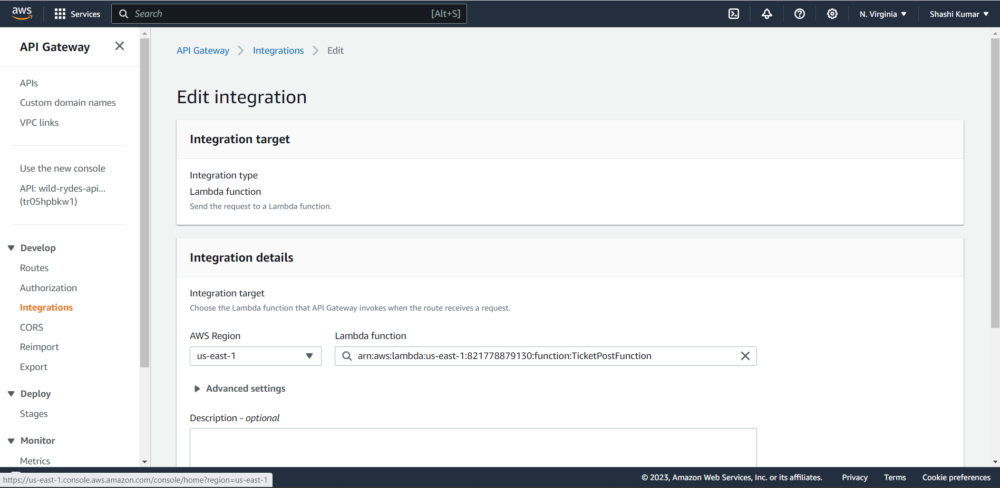 aws
Services
Search
[Alt+S]
N. Virginia
Shashi Kumar
API Gateway
APIs
Custom domain names
VPC links
Use the new console
API: wild-rydes-api...
(tr05hpbkw1)
Develop
Routes
Authorization
Integrations
CORS
Reimport
Export
Deploy
Stages
Monitor
Metrics
API Gateway
Integrations
Edit
Edit integration
Integration target
Integration type
Lambda function
Send the request to a Lambda function.
Integration details
Integration target
Choose the Lambda function that API Gateway invokes when the route receives a request.
AWS Region
Lambda function
us-east-1
arn:aws:lambda:us-east-1:821778879130:function:TicketPostFunction
Advanced settings
Description - optional
https://us-east-1.console.aws.amazon.com/console/home?region=us-east-1
© 2023, Amazon Web Services, Inc. or its affiliates.
Privacy
Terms
Cookie preferences